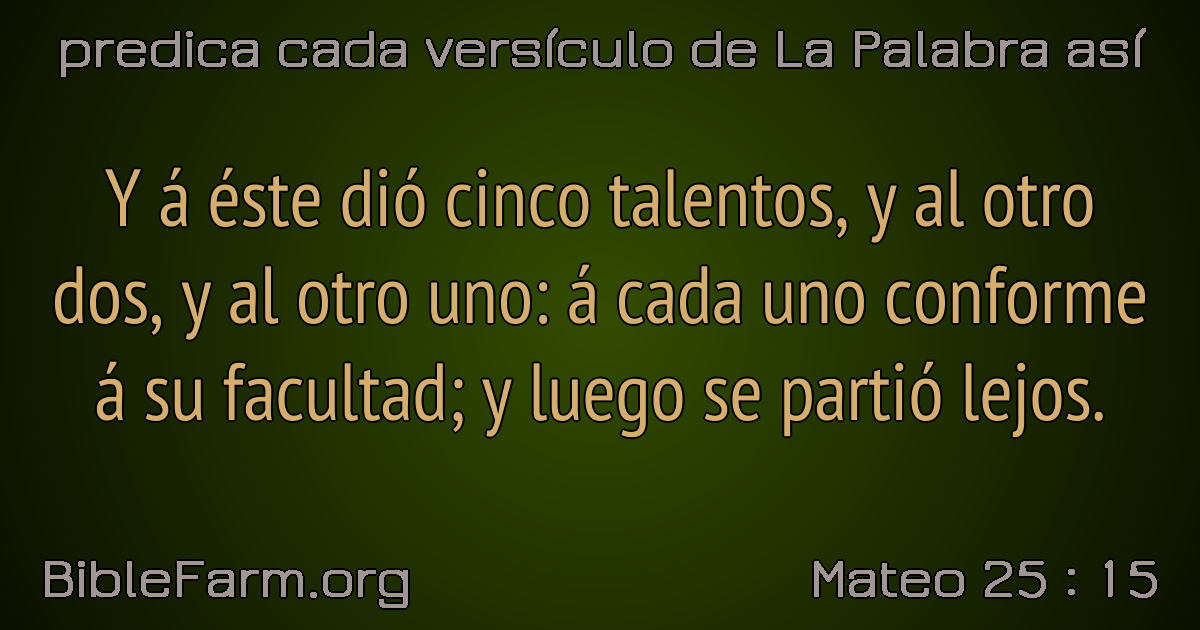 predica cada versículo de La Palabra así
Y á éste dió cinco talentos, y al otro
dos, y al otro uno: á cada uno conforme
á su facultad; y luego se partió lejos.
BibleFarm.org
Mateo 25 : 15